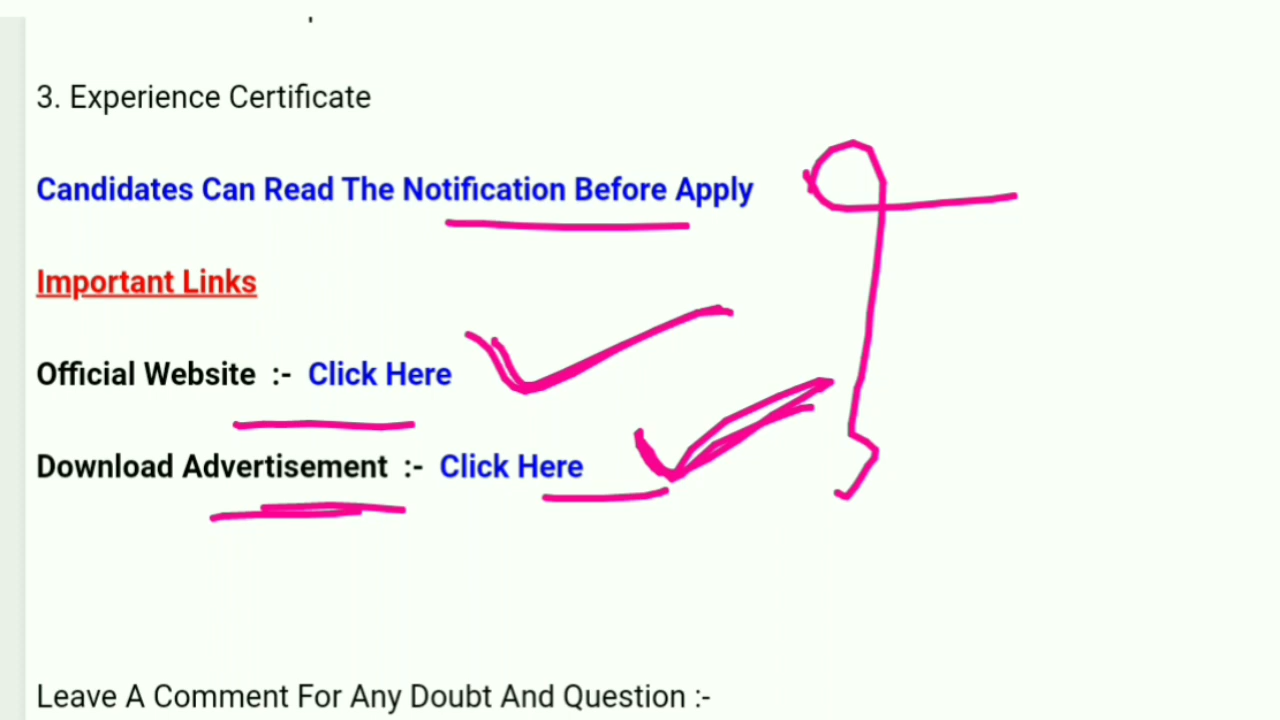 3. Experience Certificate
Candidates Can Read The Notification Before Apply
Important Links
Official Website :- Click Here
Download Advertisement :- Click Here
Leave A Comment For Any Doubt And Question :-